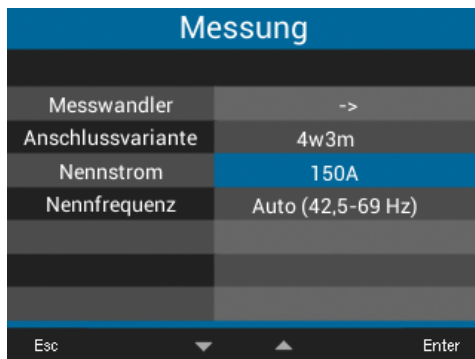 Messung
Messwandler ->
Anschlussvariante 4w3m
Nennstrom 150A
Nennfrequenz Auto (42,5-69 Hz)
Esc Enter